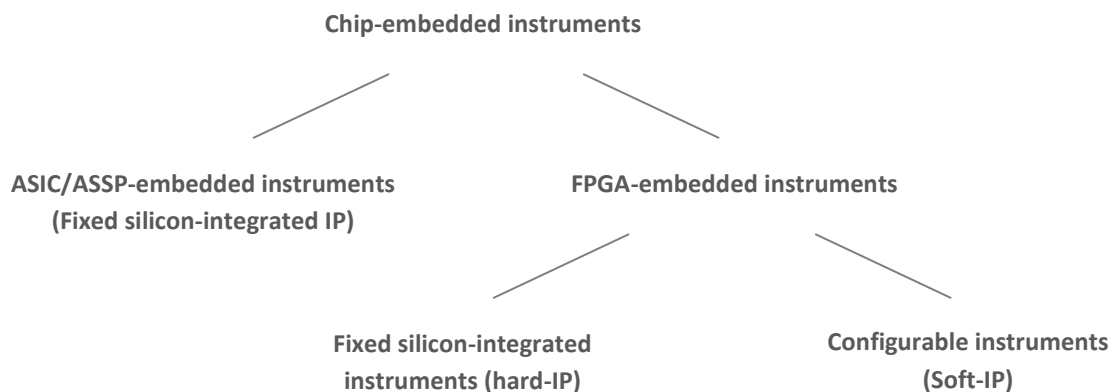 Chip-embedded instruments
ASIC/ASSP-embedded instruments
(Fixed silicon-integrated IP)
FPGA-embedded instruments
Fixed silicon-integrated
instruments (hard-IP)
Configurable instruments
(Soft-IP)